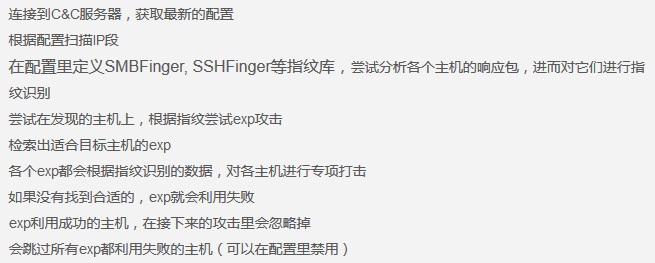 连接到C&C服务器，获取最新的配置
根据配置扫描IP段
在配置里定义SMBFinger, SSHFinger等指纹库，尝试分析各个主机的响应包，进而对它们进行指
纹识别
尝试在发现的主机上，根据指纹尝试exp攻击
检索出适合目标主机的exp
各个exp都会根据指纹识别的数据，对各主机进行专项打击
如果没有找到合适的，exp就会利用失败
exp利用成功的主机，在接下来的攻击里会忽略掉
会跳过所有exp都利用失败的主机（可以在配置里禁用）